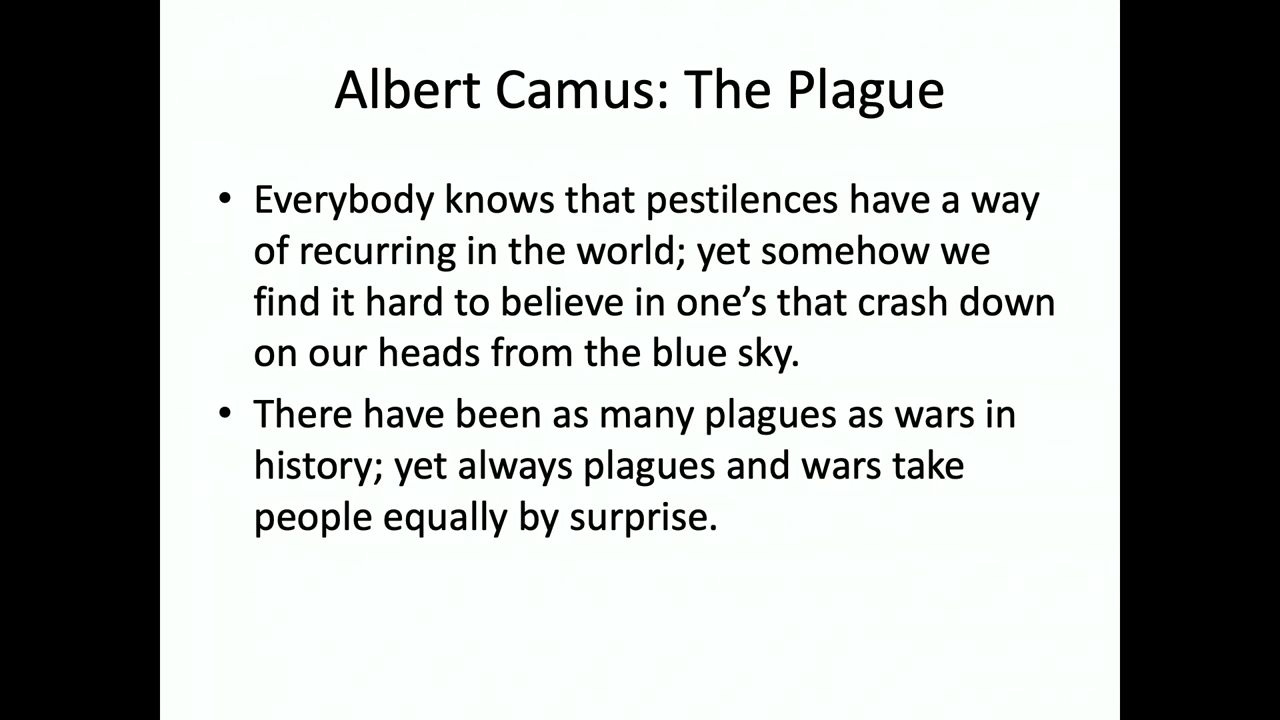 Albert Camus: The Plague
• Everybody knows that pestilences have a way
of recurring in the world; yet somehow we
find it hard to believe in one’s that crash down
on our heads from the blue sky.
• There have been as many plagues as wars in
history; yet always plagues and wars take
people equally by surprise.